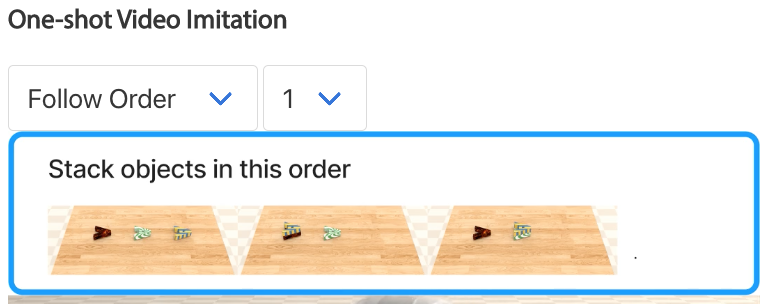 One-shot Video Imitation
Follow Order 1
Stack objects in this order
.